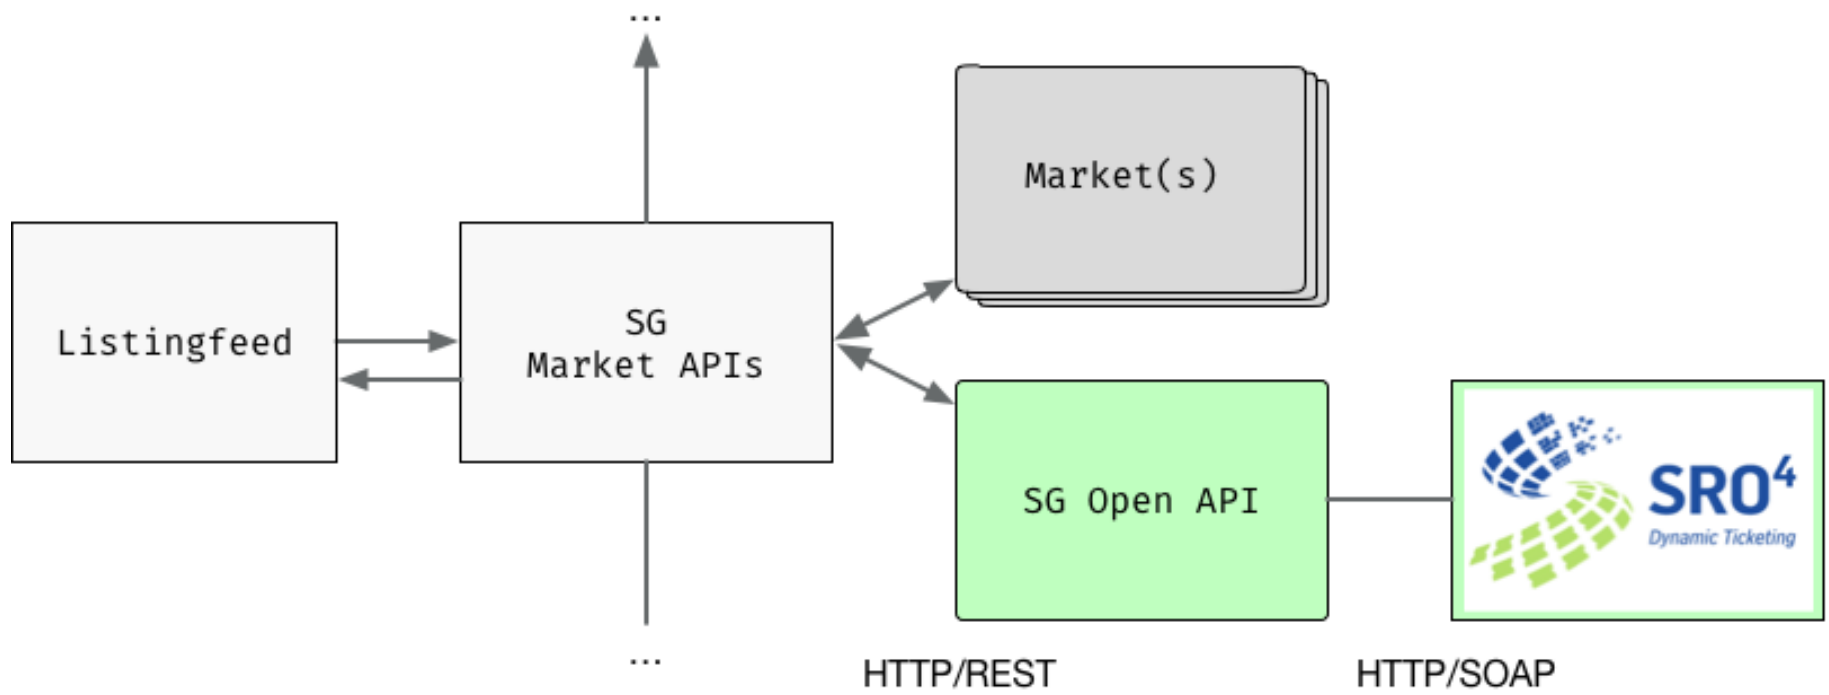 ...
Market(s)
Listingfeed
SG
Market APIs
SG Open API
SRO4
Dynamic Ticketing
...
HTTP/REST
HTTP/SOAP